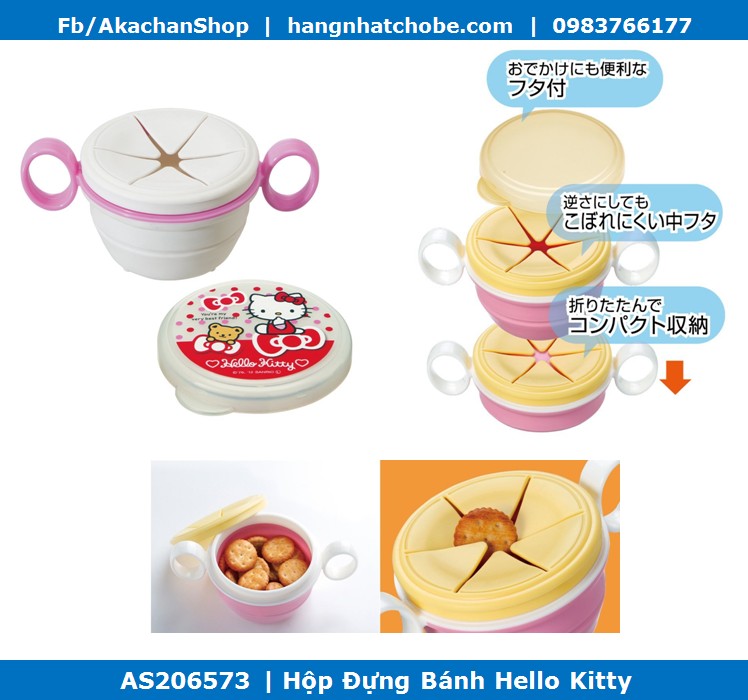 Fb/AkachanShop | hangnhatchobe.com | 0983766177
おでかけにも便利な
フタ付
逆さにしても
こぼれにくい中フタ
折りたたんで
コンパクト収納
You're my
very best friend!
Hello Kitty
AS206573 | Hộp Đựng Bánh Hello Kitty